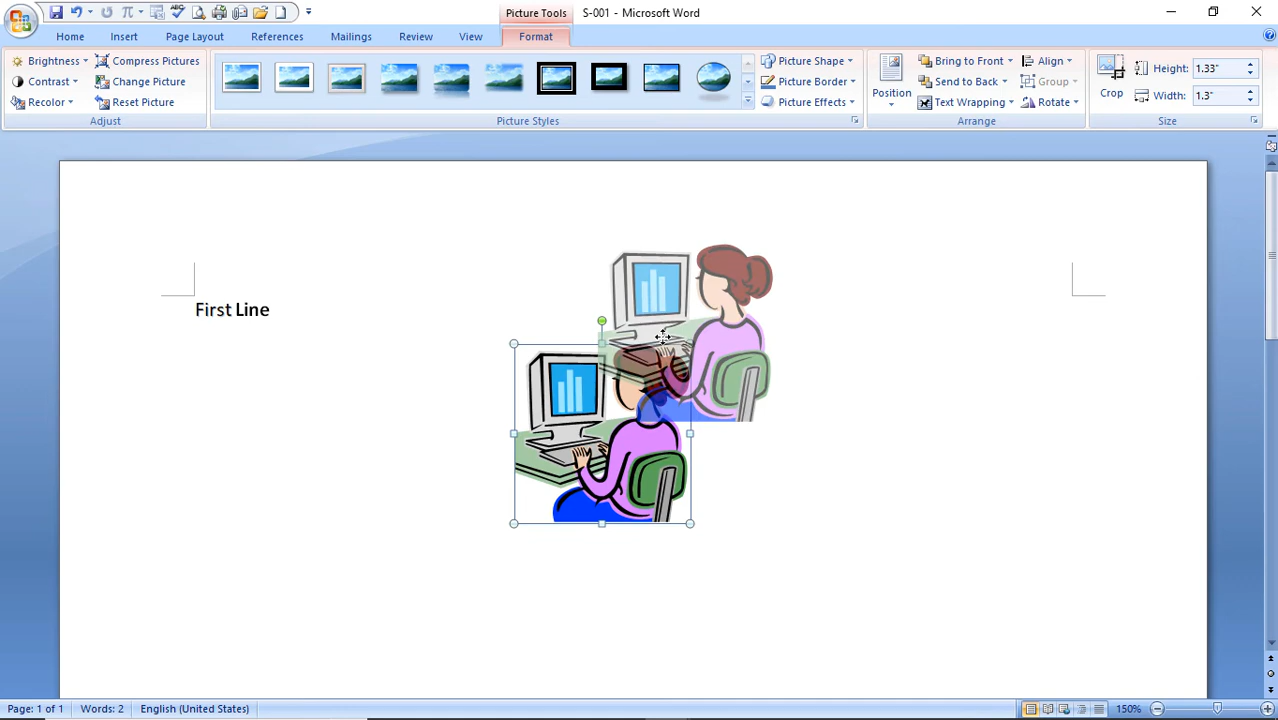 Picture Tools S-001 - Microsoft Word
Home Insert Page Layout References Mailings Review View Format
Brightness Compress Pictures Picture Shape Bring to Front Align Height: 1.33"
Contrast Change Picture Picture Border Position Send to Back Group Crop Width: 1.3"
Recolor Reset Picture Picture Effects Text Wrapping Rotate
Adjust Picture Styles Arrange Size
First Line
Page: 1 of 1 Words: 2 English (United States) 150%